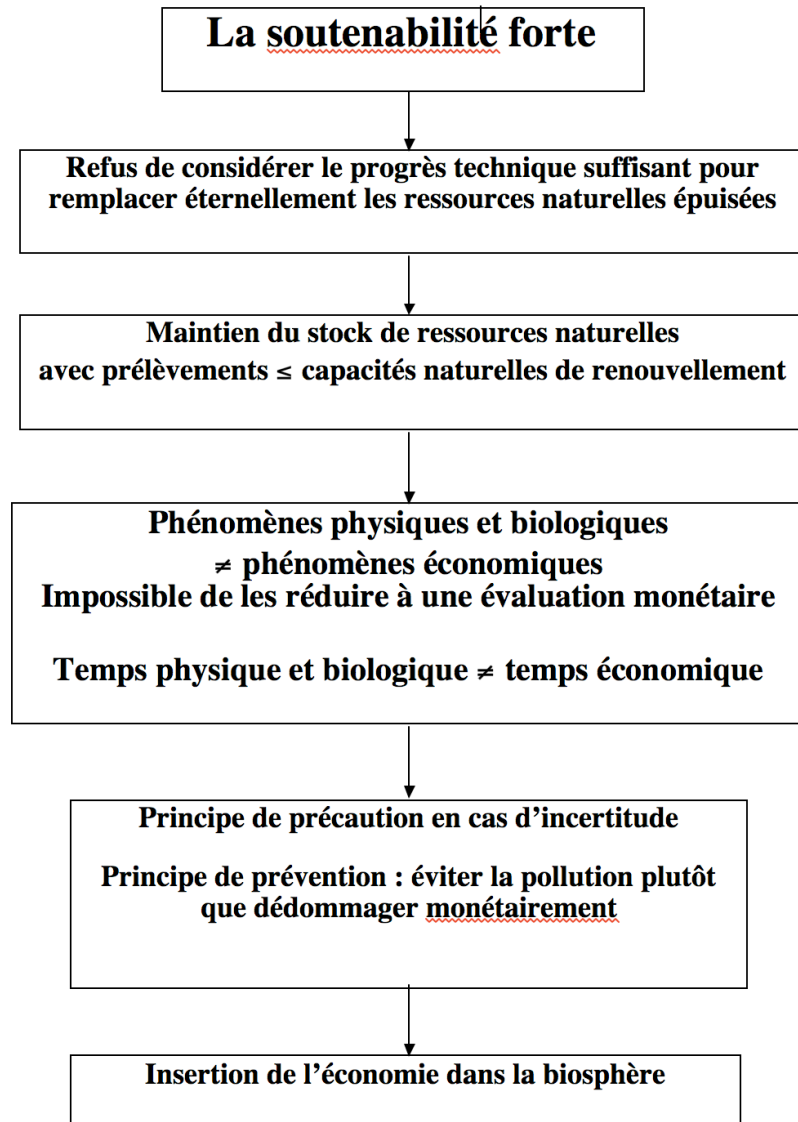 La soutenabilité forte
Refus de considérer le progrès technique suffisant pour
remplacer éternellement les ressources naturelles épuisées
Maintien du stock de ressources naturelles
avec prélèvements ≤ capacités naturelles de renouvellement
Phénomènes physiques et biologiques
≠ phénomènes économiques
Impossible de les réduire à une évaluation monétaire
Temps physique et biologique ≠ temps économique
Principe de précaution en cas d’incertitude
Principe de prévention : éviter la pollution plutôt
que dédommager monétairement
Insertion de l’économie dans la biosphère